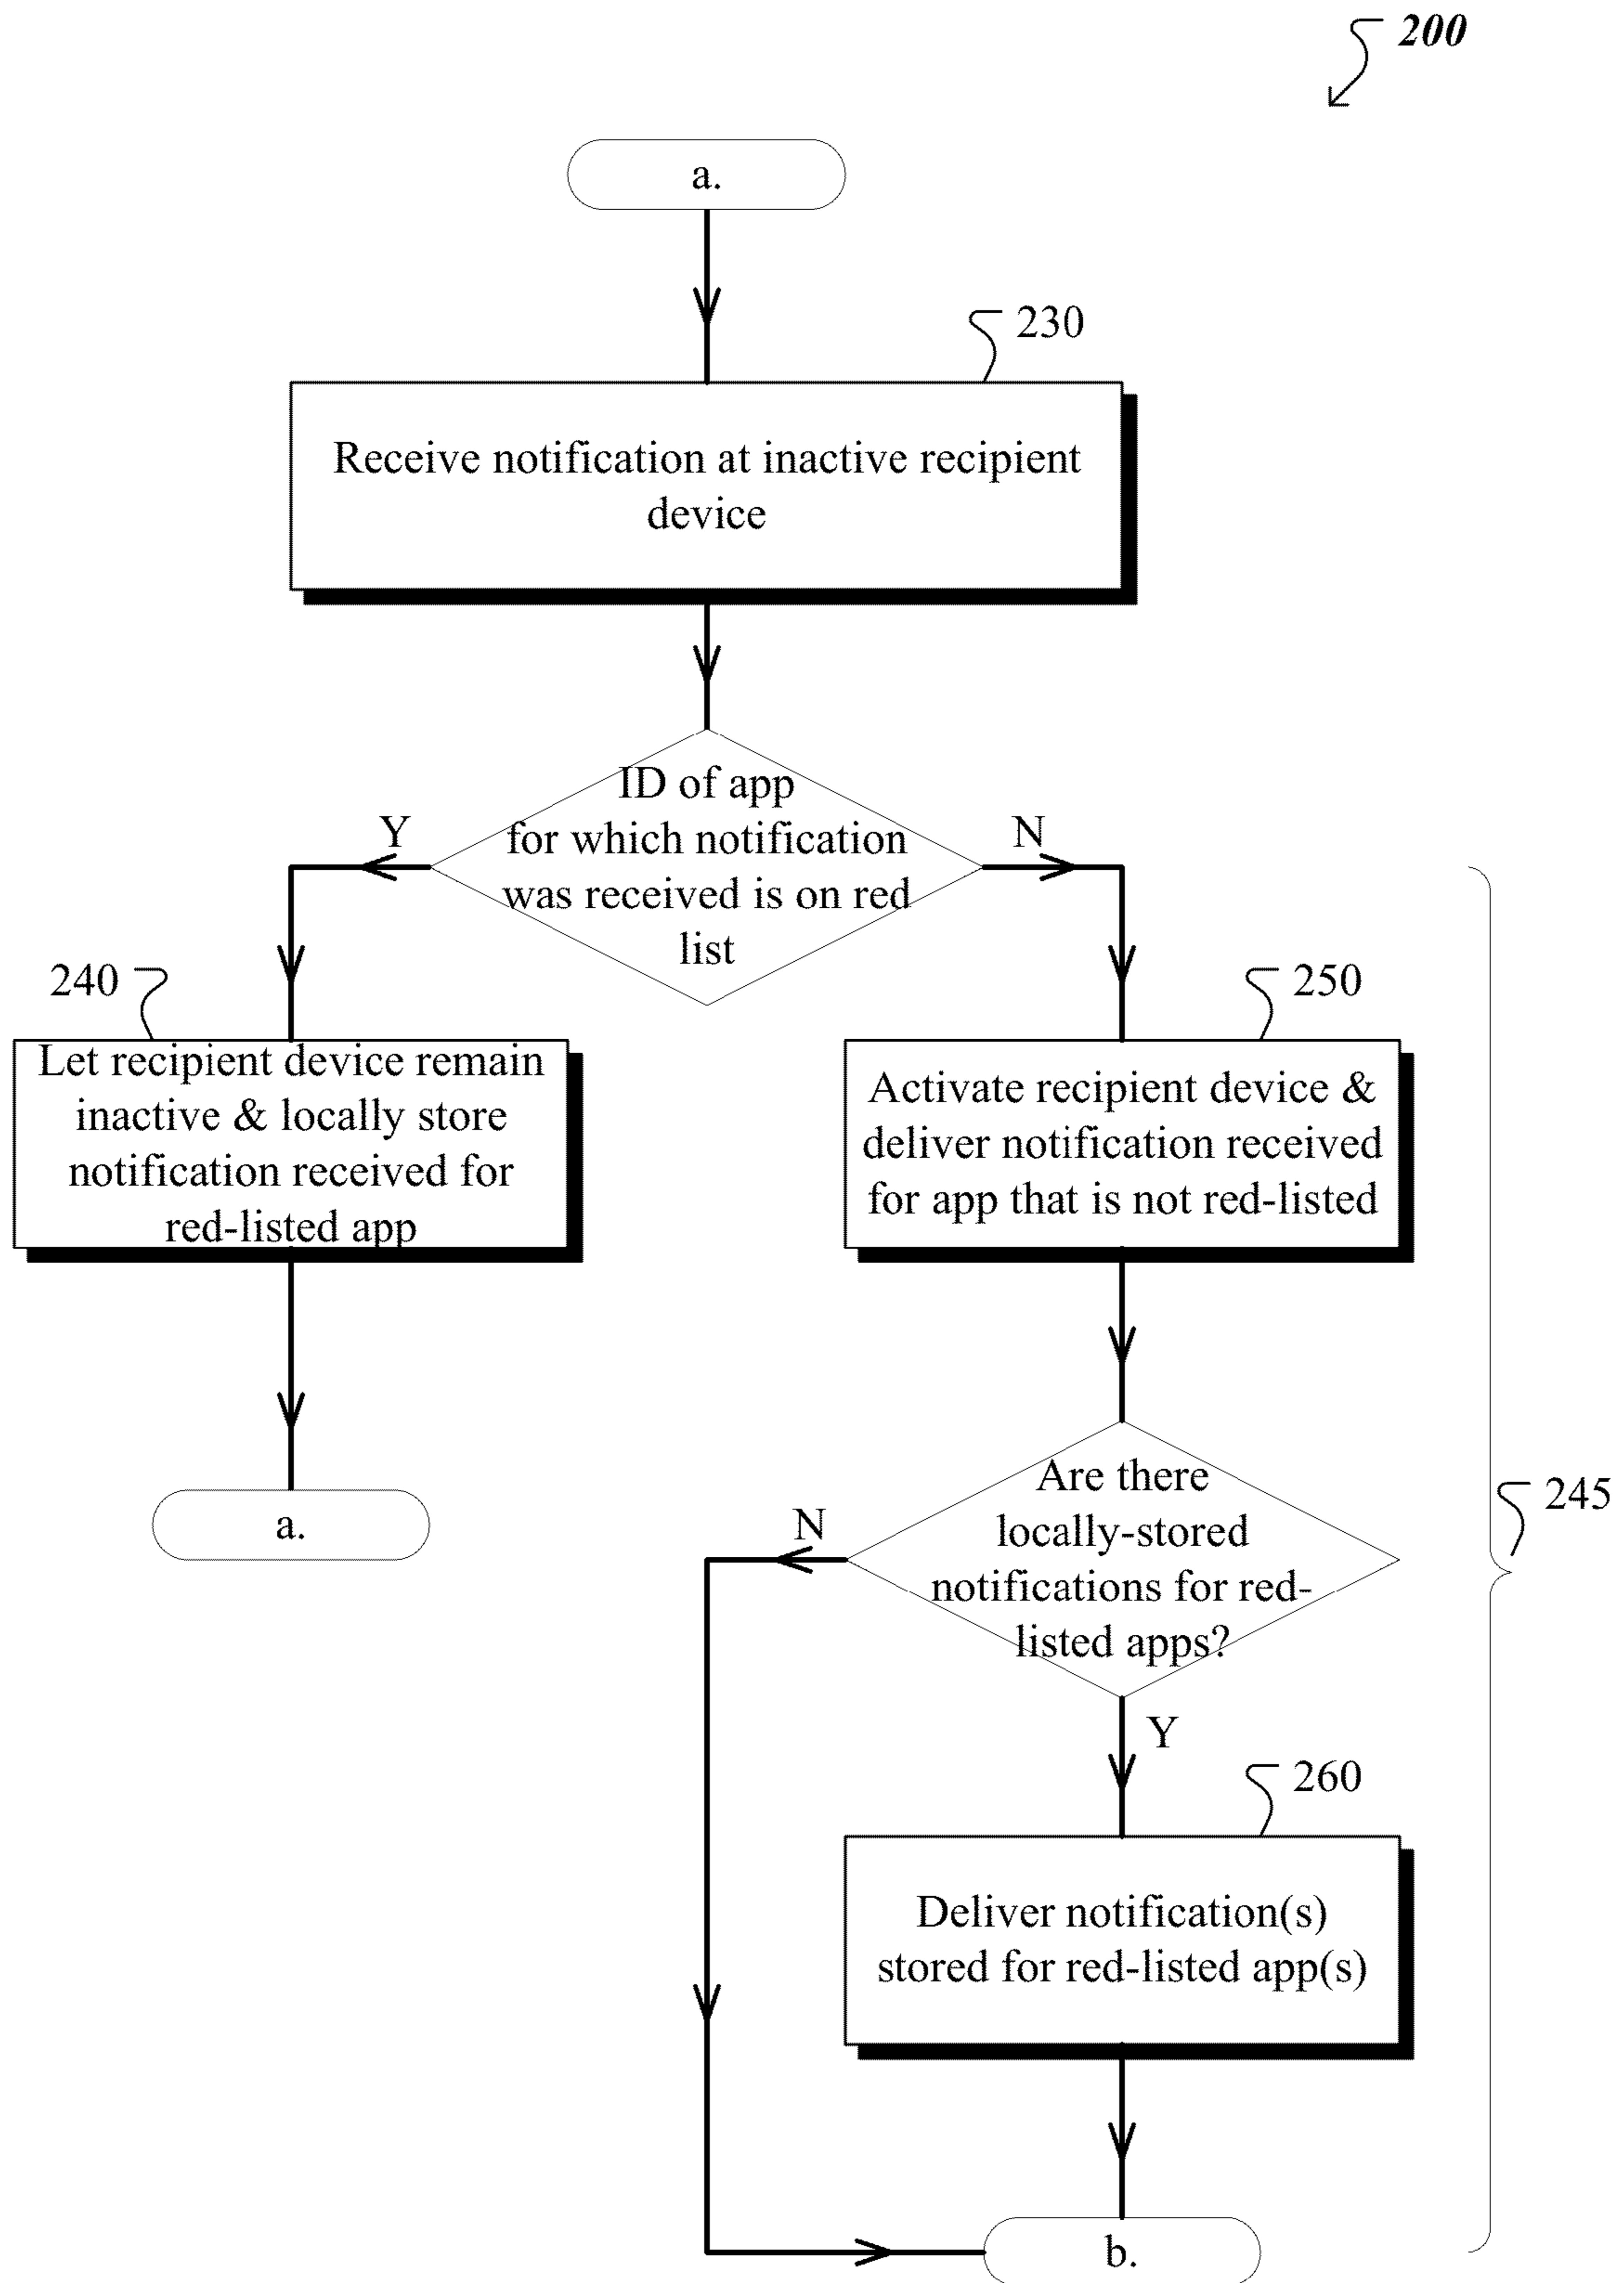 200
a.
230
Receive notification at inactive recipient
device
ID of app
for which notification
was received is on red
list
Y
N
240
Let recipient device remain
inactive & locally store
notification received for
red-listed app
250
Activate recipient device &
deliver notification received
for app that is not red-listed
a.
Are there
locally-stored
notifications for red-
listed apps?
N
Y
245
260
Deliver notification(s)
stored for red-listed app(s)
b.